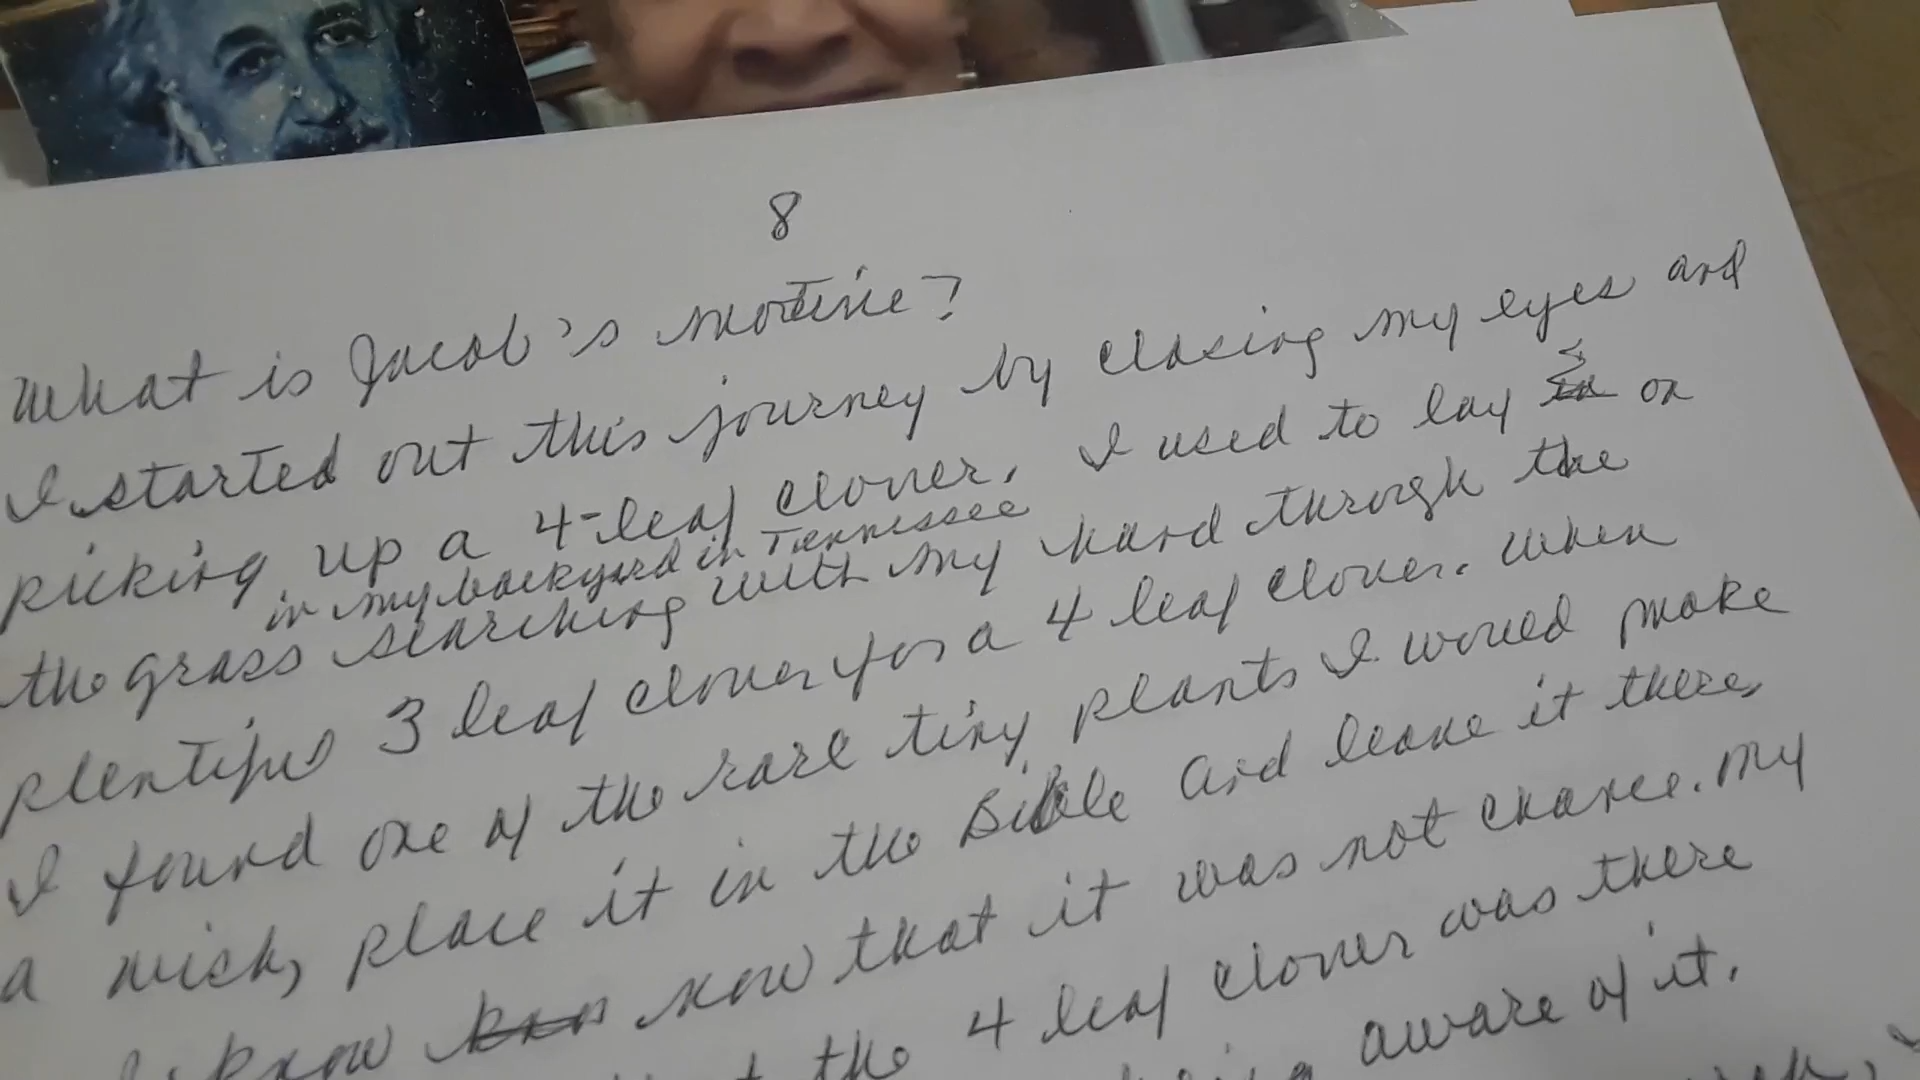 8
What is Jacob's motive?
I started out this journey by closing my eyes and
picking up a 4-leaf clover. I used to lay on
in my backyard in Tennessee
the grass searching with my hand through the
plentiful 3 leaf clover for a 4 leaf clover. When
I found one of the rare tiny plants I would make
a wish, place it in the Bible and leave it there.
I know now that it was not chance. My
the 4 leaf clover was there
aware of it.